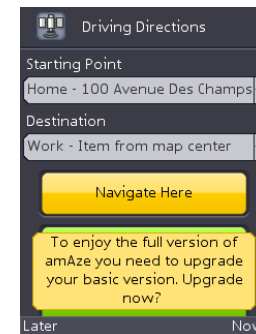 Driving Directions
Starting Point
Home - 100 Avenue Des Champs
Destination
Work - Item from map center
Navigate Here
To enjoy the full version of
amAze you need to upgrade
your basic version. Upgrade
now?
Later
Now